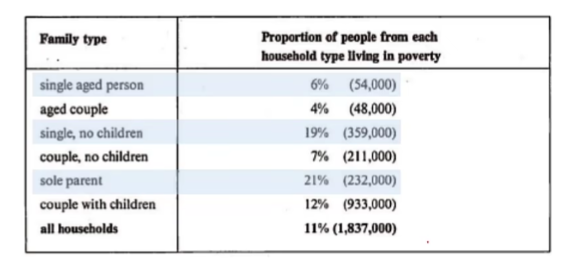 Family type Proportion of people from each
household type living in poverty
single aged person 6% (54,000)
aged couple 4% (48,000)
single, no children 19% (359,000)
couple, no children 7% (211,000)
sole parent 21% (232,000)
couple with children 12% (933,000)
all households 11% (1,837,000)